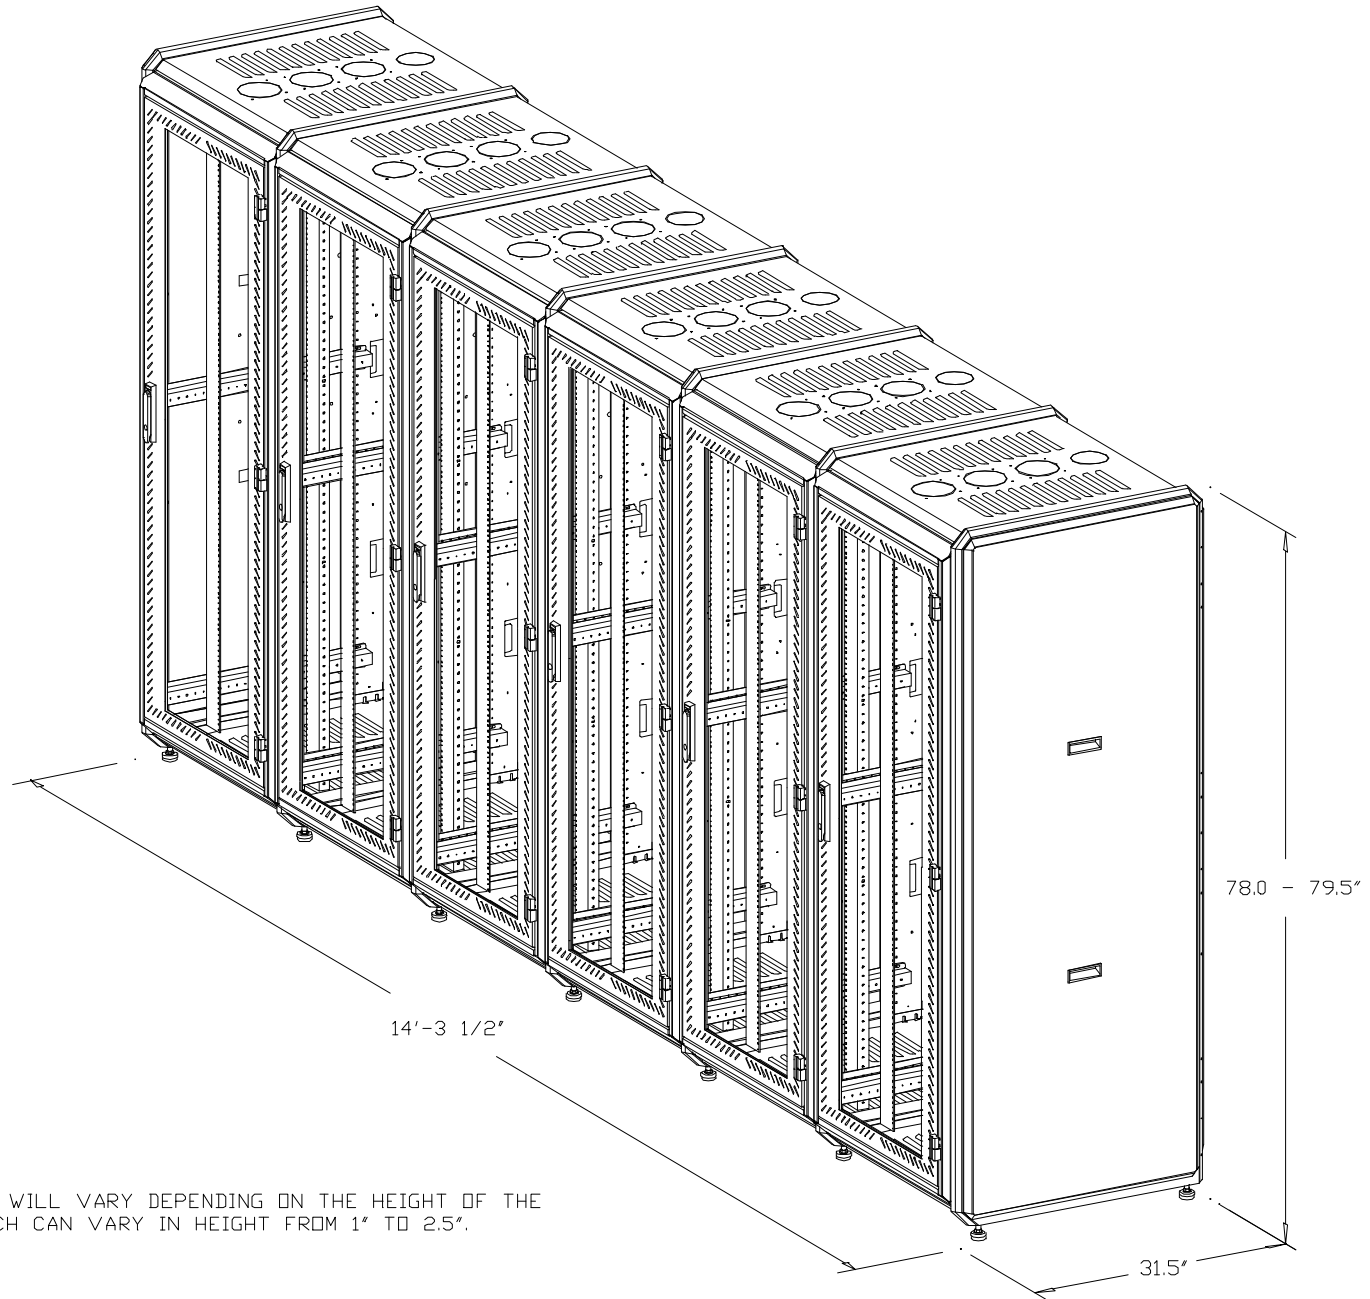 78.0 - 79.5"
14'-3 1/2"
WILL VARY DEPENDING ON THE HEIGHT OF THE
CAN VARY IN HEIGHT FROM 1" TO 2.5".
31.5"